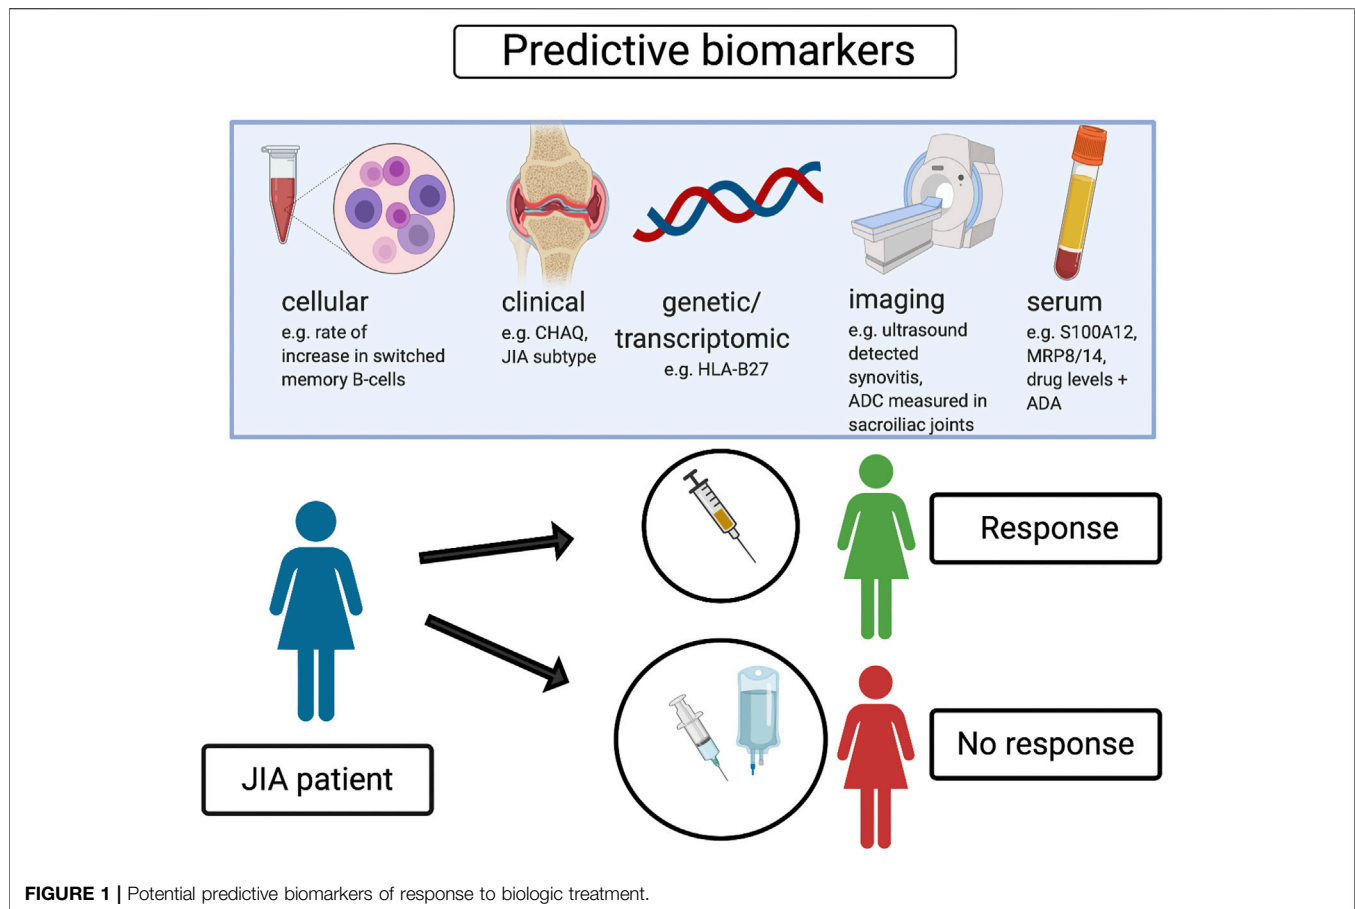 Predictive biomarkers
cellular
e.g. rate of
increase in switched
memory B-cells
clinical
e.g. CHAQ,
JIA subtype
genetic/
transcriptomic
e.g. HLA-B27
imaging
e.g. ultrasound
detected
synovitis,
ADC measured in
sacroiliac joints
serum
e.g. S100A12,
MRP8/14,
drug levels +
ADA
Response
JIA patient
No response
FIGURE 1 | Potential predictive biomarkers of response to biologic treatment.